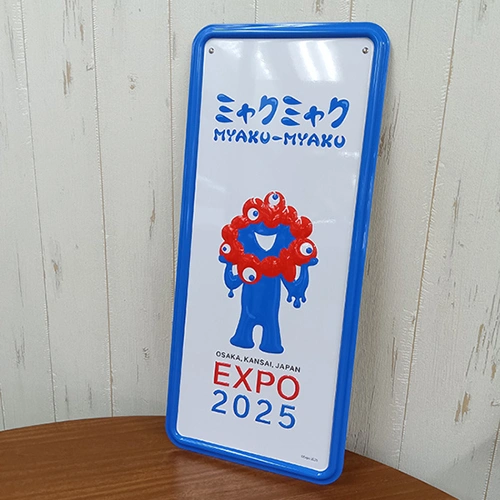 ミャクミャク
MYAKU-MYAKU
OSAKA, KANSAI, JAPAN
EXPO
2025